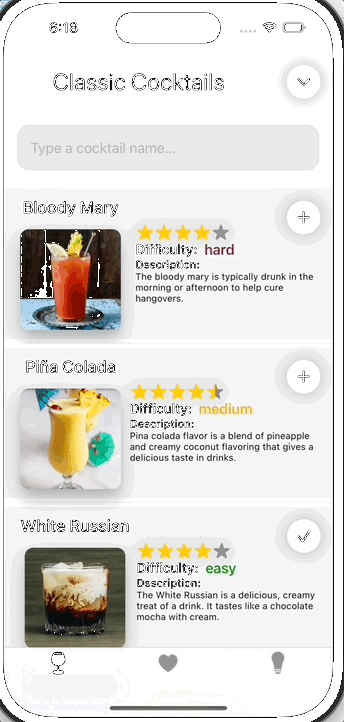 6:18
Classic Cocktails
Type a cocktail name...
Bloody Mary
Difficulty: hard
Description:
The bloody mary is typically drunk in the
morning or afternoon to help cure
hangovers.
Piña Colada
Difficulty: medium
Description:
Pina colada flavor is a blend of pineapple
and creamy coconut flavoring that gives a
delicious taste in drinks.
White Russian
Difficulty: easy
Description:
The White Russian is a delicious, creamy
treat of a drink. It tastes like a chocolate
mocha with cream.